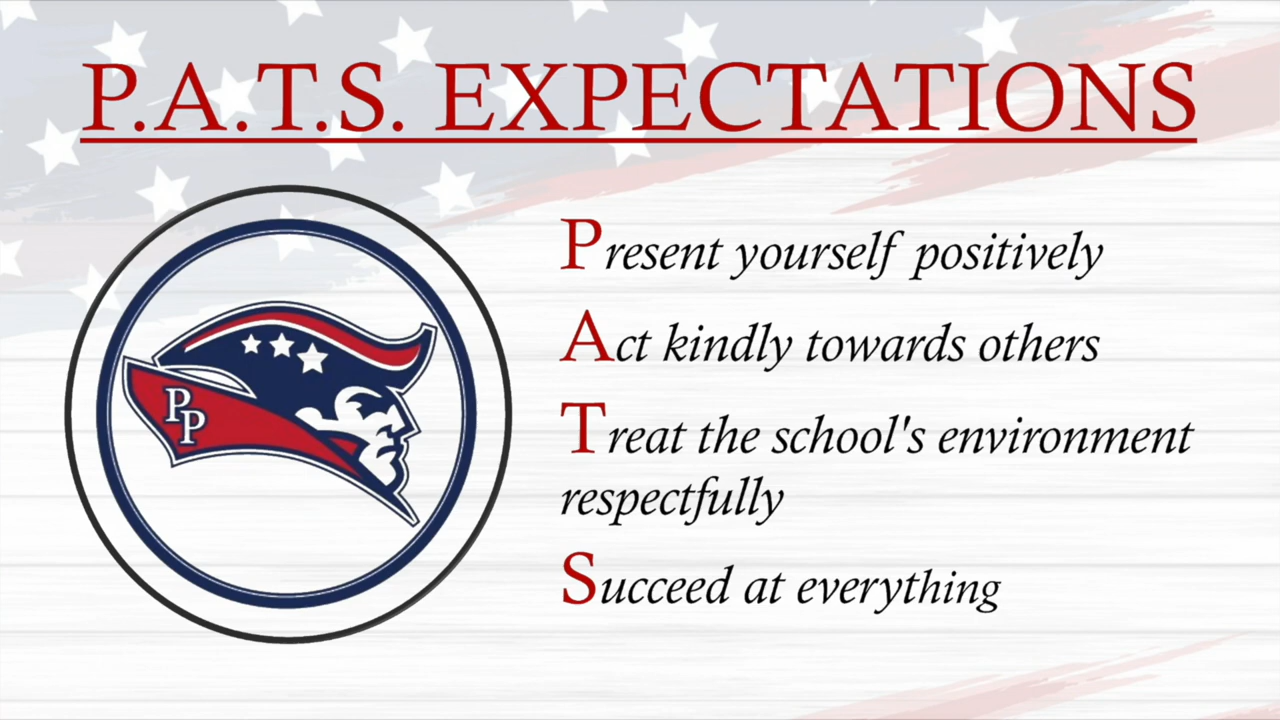 P.A.T.S. EXPECTATIONS
Present yourself positively
Act kindly towards others
Treat the school's environment
respectfully
Succeed at everything
PP